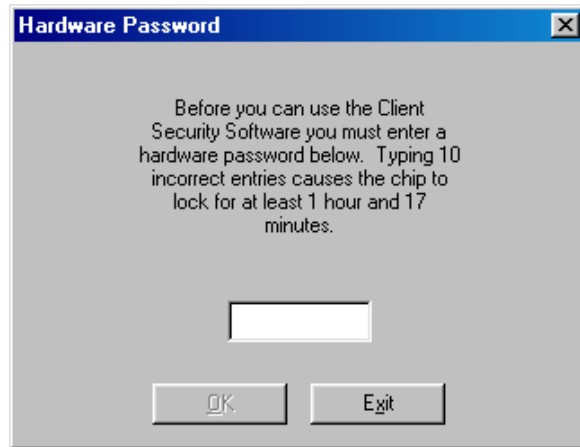 Hardware Password
Before you can use the Client
Security Software you must enter a
hardware password below.  Typing 10
incorrect entries causes the chip to
lock for at least 1 hour and 17
minutes.
OK
Exit